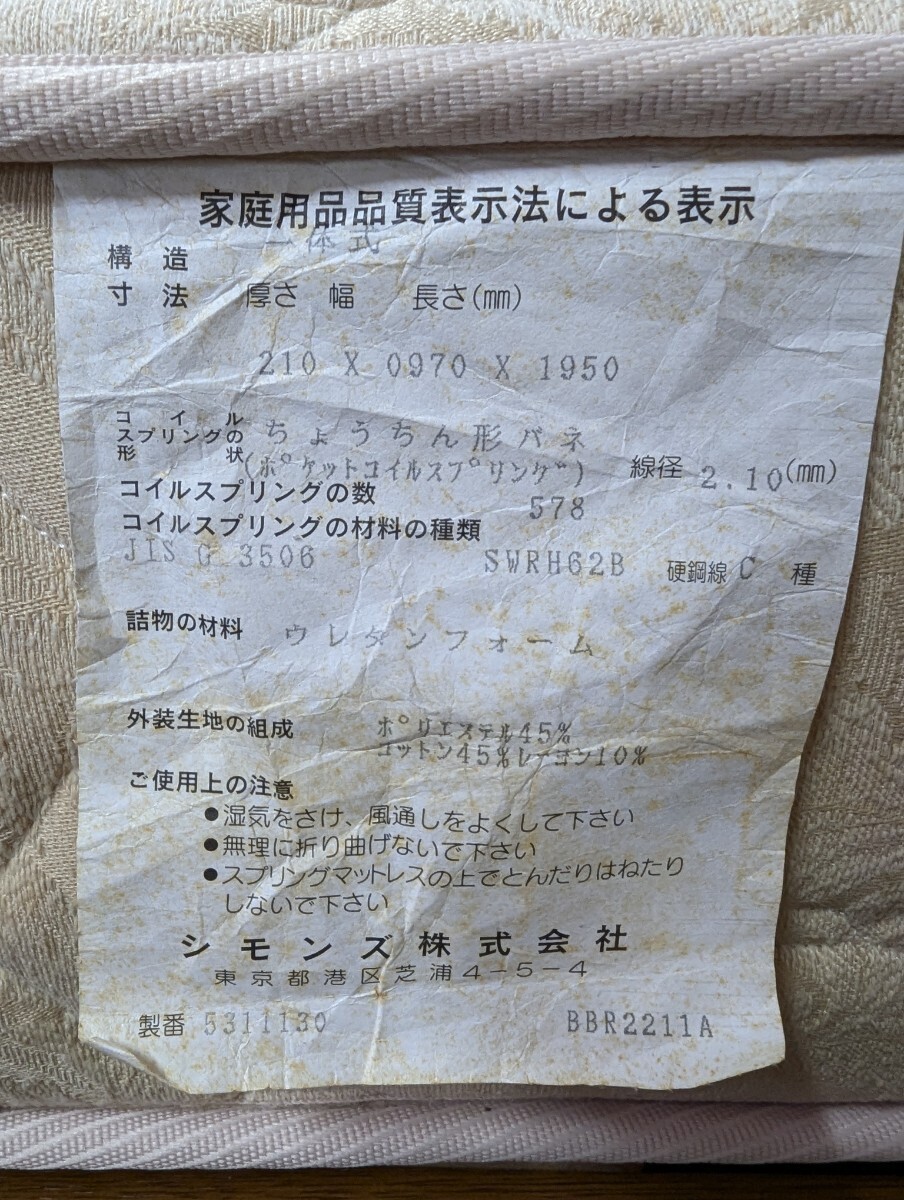 家庭用品品質表示法による表示
構造 一体式
寸法 厚さ 幅 長さ(mm)
210 X 0970 X 1950
コイルスプリングの形状 ちょうちん形バネ
(ポケットコイルスプリング) 線径 2.10(mm)
コイルスプリングの数 578
コイルスプリングの材料の種類
JIS G 3506 SWRH62B 硬鋼線 C 種
詰物の材料 ウレタンフォーム
外装生地の組成 ポリエステル45%
コットン45%レーヨン10%
ご使用上の注意
●湿気をさけ、風通しをよくして下さい
●無理に折り曲げないで下さい
●スプリングマットレスの上でとんだりはねたり
しないで下さい
シモンズ株式会社
東京都港区芝浦4-5-4
製番 5311130 BBR2211A